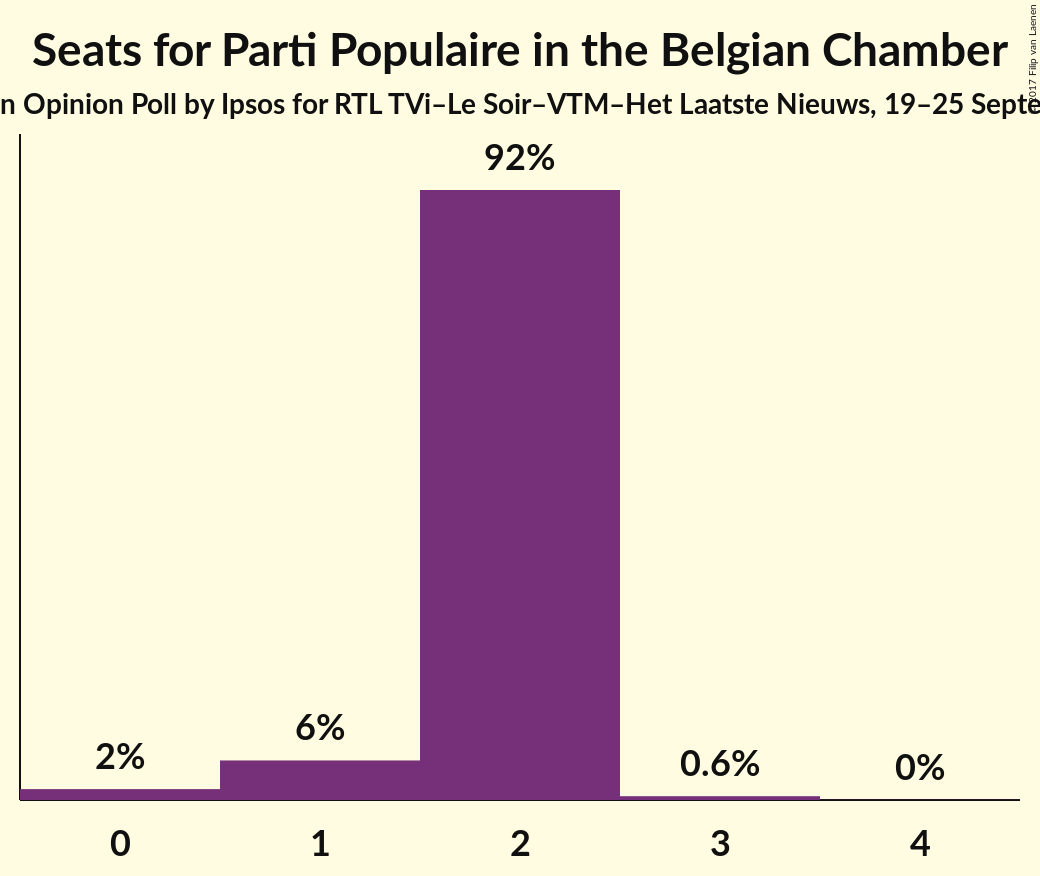 Seats for Parti Populaire in the Belgian Chamber
n Opinion Poll by Ipsos for RTL TVi–Le Soir–VTM–Het Laatste Nieuws, 19–25 Septe
© 2017 Filip van Laenen
92%
6%
2%
0.6%
0%
0 1 2 3 4